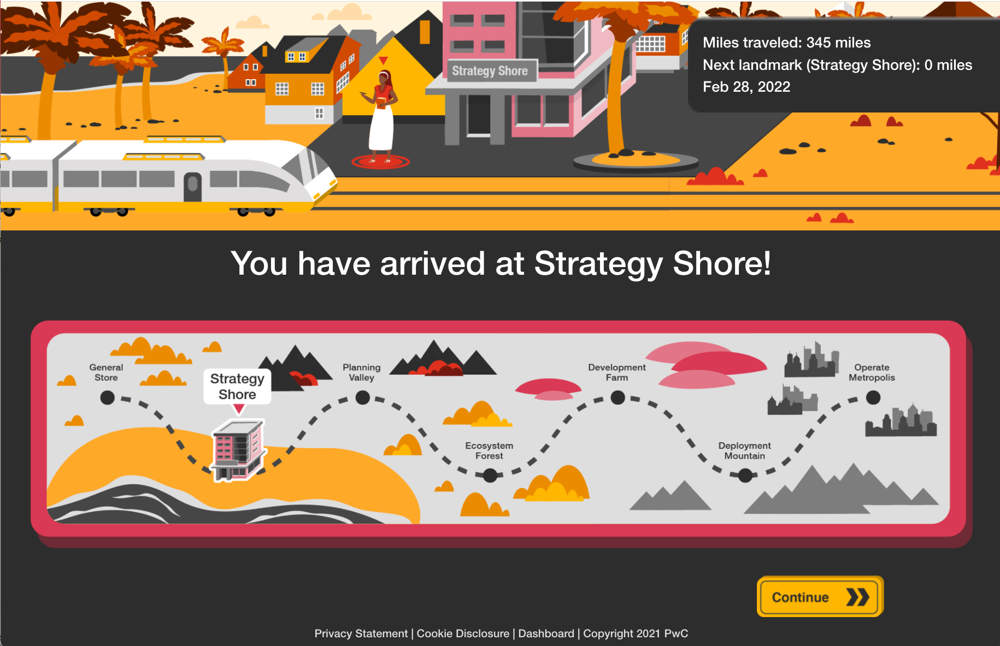 Strategy Shore
Miles traveled: 345 miles
Next landmark (Strategy Shore): 0 miles
Feb 28, 2022
You have arrived at Strategy Shore!
General
Store
Strategy
Shore
Planning
Valley
Ecosystem
Forest
Development
Farm
Deployment
Mountain
Operate
Metropolis
Continue
Privacy Statement | Cookie Disclosure | Dashboard | Copyright 2021 PwC